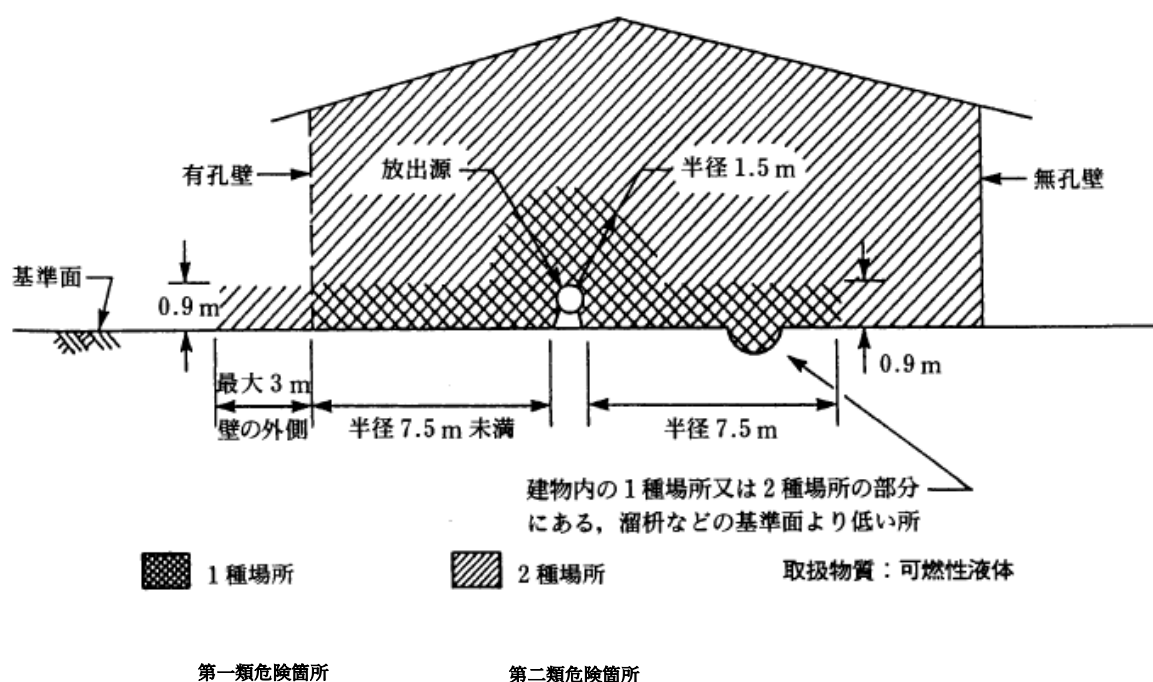 放出源
半径 1.5 m
有孔壁
無孔壁
基準面
0.9 m
0.9 m
最大 3 m
壁の外側
半径 7.5 m 未満
半径 7.5 m
建物内の 1 種場所又は 2 種場所の部分
にある，溜枡などの基準面より低い所
1 種場所
2 種場所
取扱物質：可燃性液体
第一類危険箇所
第二類危険箇所